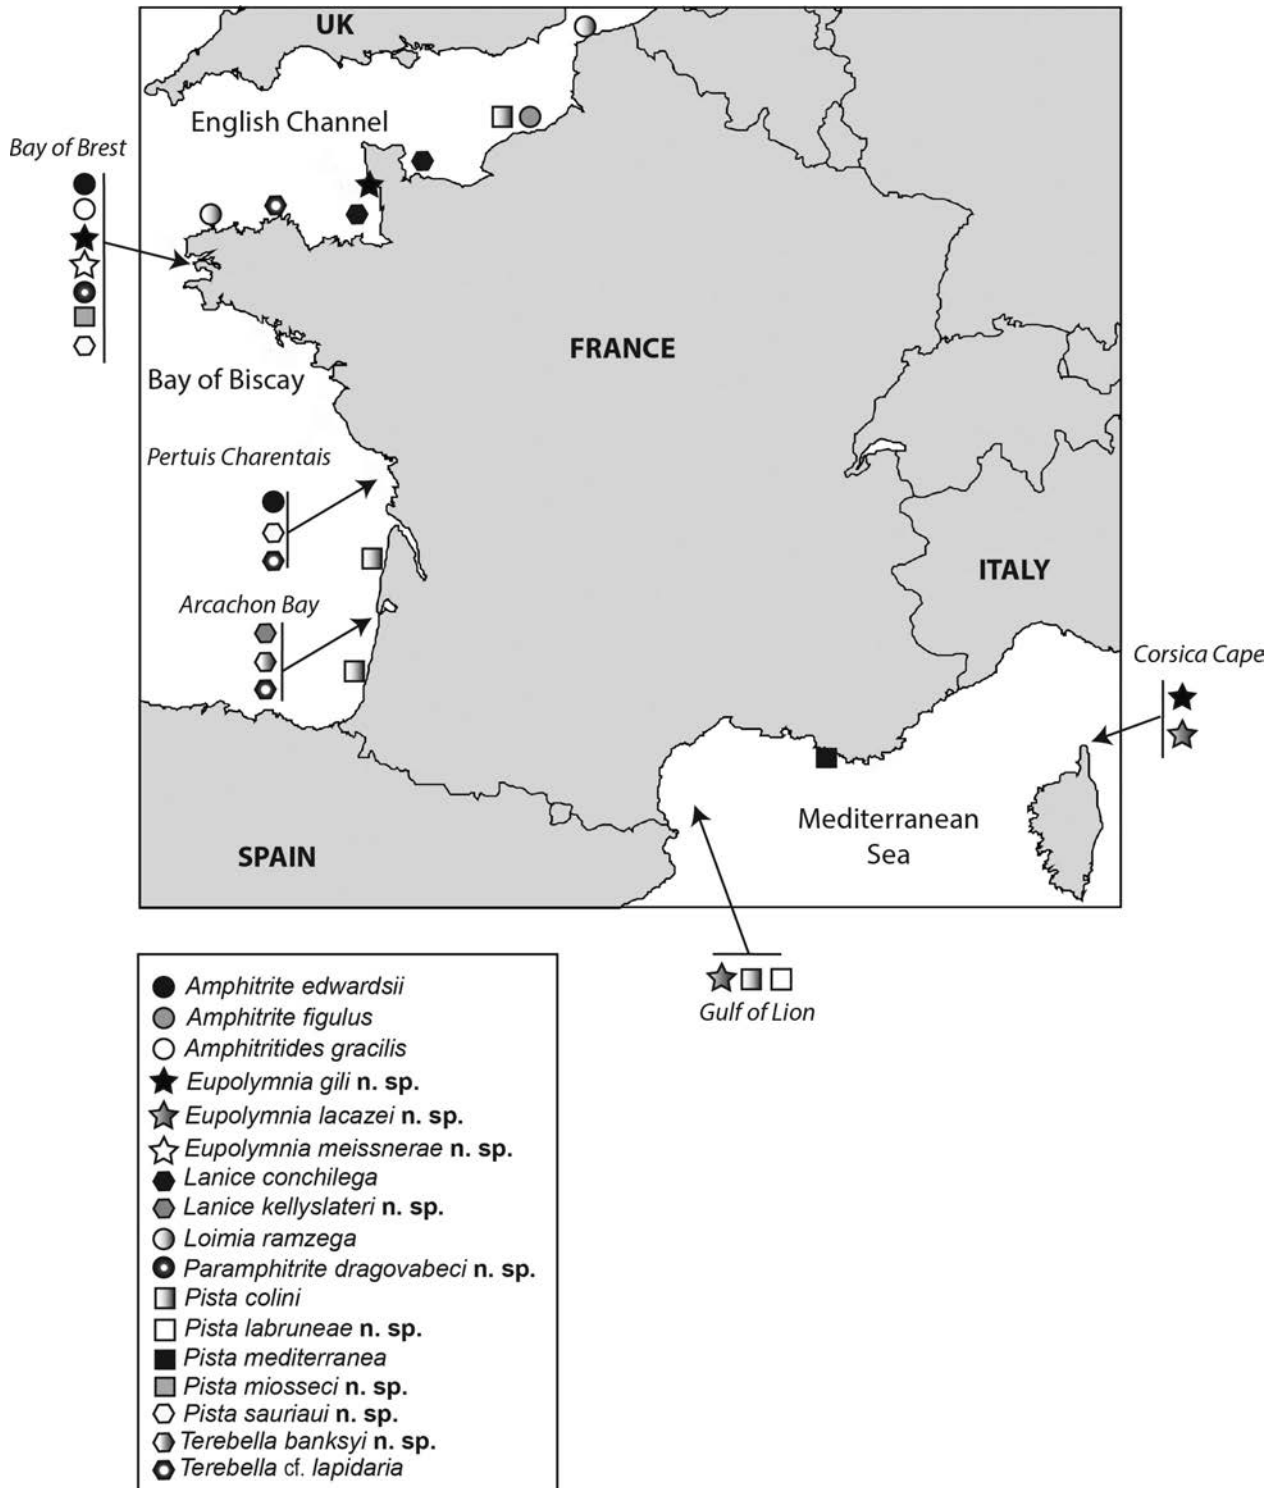 UK
English Channel
Bay of Brest
FRANCE
Bay of Biscay
Pertuis Charentais
Arcachon Bay
ITALY
Corsica Cape
Mediterranean
Sea
SPAIN
Gulf of Lion
Amphitrite edwardsii
Amphitrite figulus
Amphitritides gracilis
Eupolymnia gili n. sp.
Eupolymnia lacazei n. sp.
Eupolymnia meissnerae n. sp.
Lanice conchilega
Lanice kellyslateri n. sp.
Loimia ramzega
Paramphitrite dragovabeci n. sp.
Pista colini
Pista labruneae n. sp.
Pista mediterranea
Pista miosseci n. sp.
Pista sauriaui n. sp.
Terebella banksyi n. sp.
Terebella cf. lapidaria